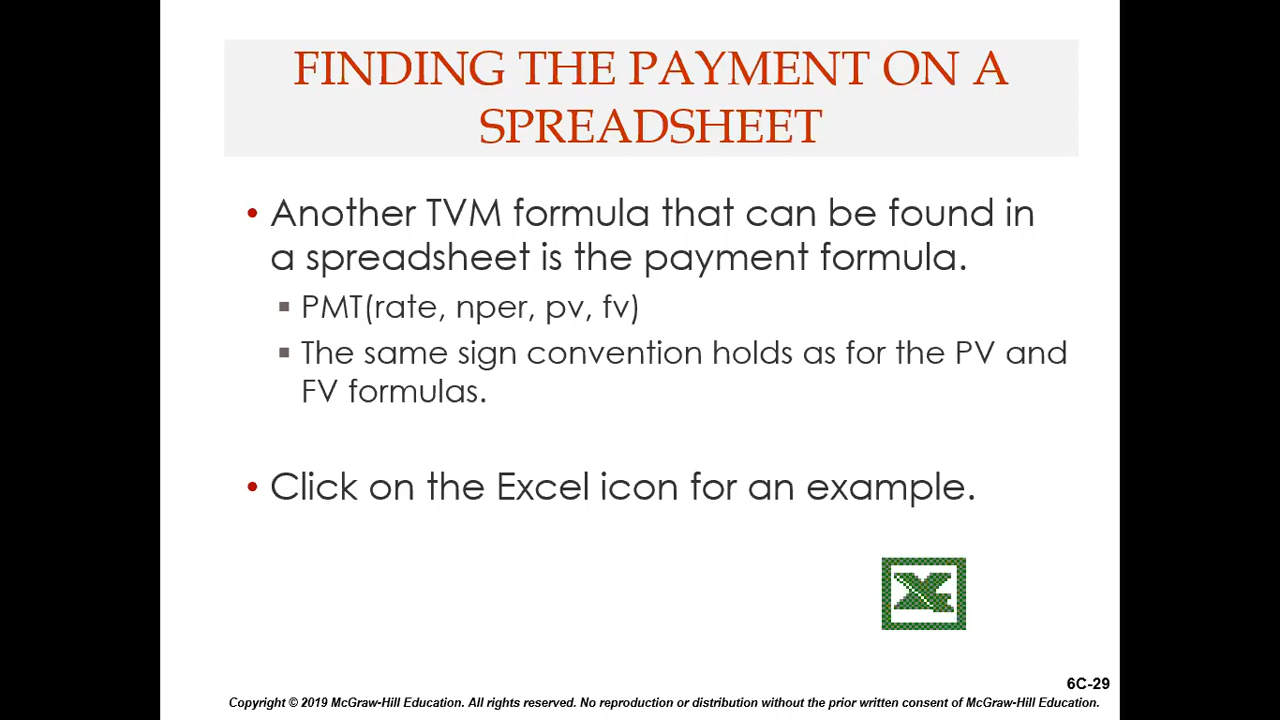 FINDING THE PAYMENT ON A
SPREADSHEET
• Another TVM formula that can be found in
a spreadsheet is the payment formula.
▪ PMT(rate, nper, pv, fv)
▪ The same sign convention holds as for the PV and
FV formulas.
• Click on the Excel icon for an example.
6C-29
Copyright © 2019 McGraw-Hill Education. All rights reserved. No reproduction or distribution without the prior written consent of McGraw-Hill Education.